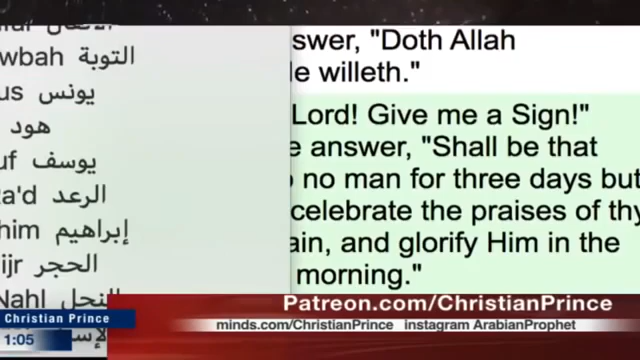 التوبة
يونس
هود
يوسف
الرعد
إبراهيم
الحجر
Nahl النحل
swer, "Doth Allah
e willeth."
Lord! Give me a Sign!"
e answer, "Shall be that
no man for three days but
celebrate the praises of thy
ain, and glorify Him in the
morning."
Patreon.com/ChristianPrince
minds.com/ChristianPrince instagram ArabianProphet
Christian Prince
1:05